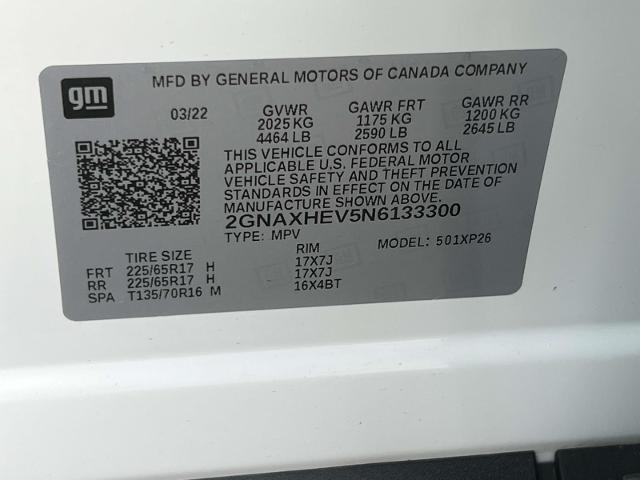 gm
MFD BY GENERAL MOTORS OF CANADA COMPANY
03/22 GVWR GAWR FRT GAWR RR
2025 KG 1175 KG 1200 KG
4464 LB 2590 LB 2645 LB
THIS VEHICLE CONFORMS TO ALL
APPLICABLE U.S. FEDERAL MOTOR
VEHICLE SAFETY AND THEFT PREVENTION
STANDARDS IN EFFECT ON THE DATE OF
MANUFACTURE SHOWN ABOVE.
2GNAXHEV5N6133300
TYPE: MPV MODEL: 501XP26
TIRE SIZE RIM
FRT 225/65R17 H 17X7J
RR 225/65R17 H 17X7J
SPA T135/70R16 M 16X4BT